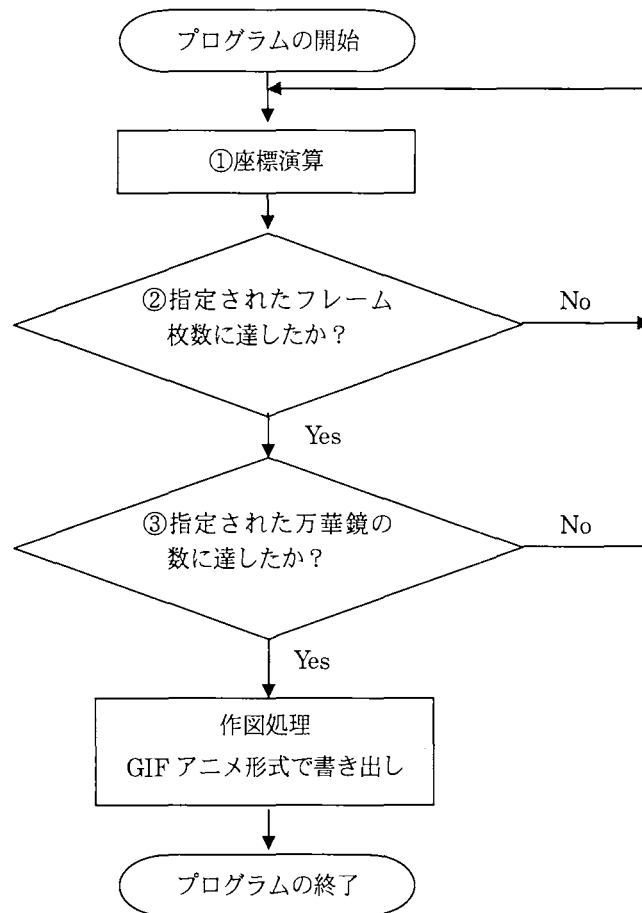 プログラムの開始
①座標演算
②指定されたフレーム
枚数に達したか？
No
Yes
③指定された万華鏡の
数に達したか？
No
Yes
作図処理
GIF アニメ形式で書き出し
プログラムの終了